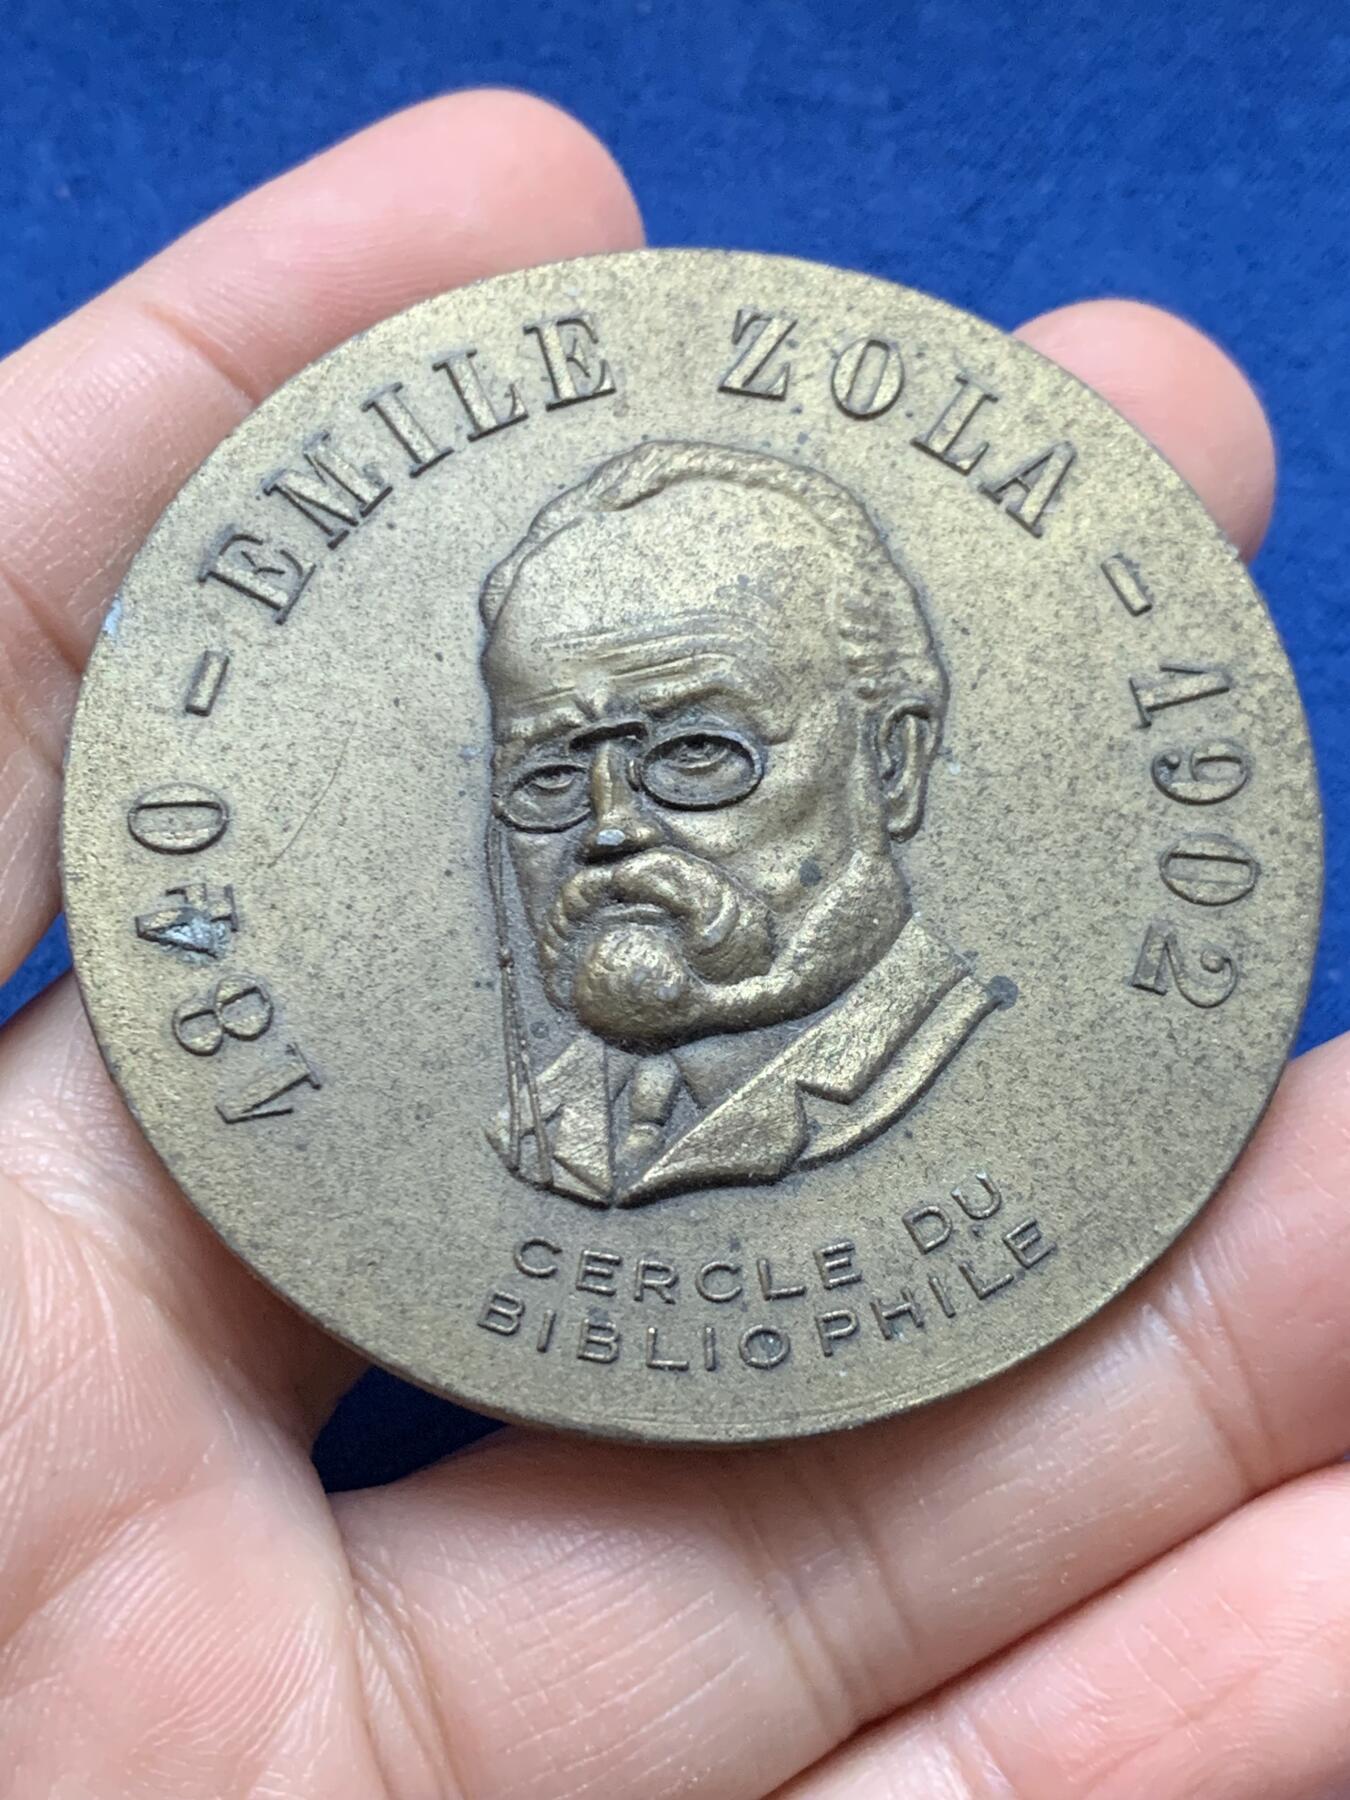 1840 - EMILE ZOLA - 1902
CERCLE DU
BIBLIOPHILE